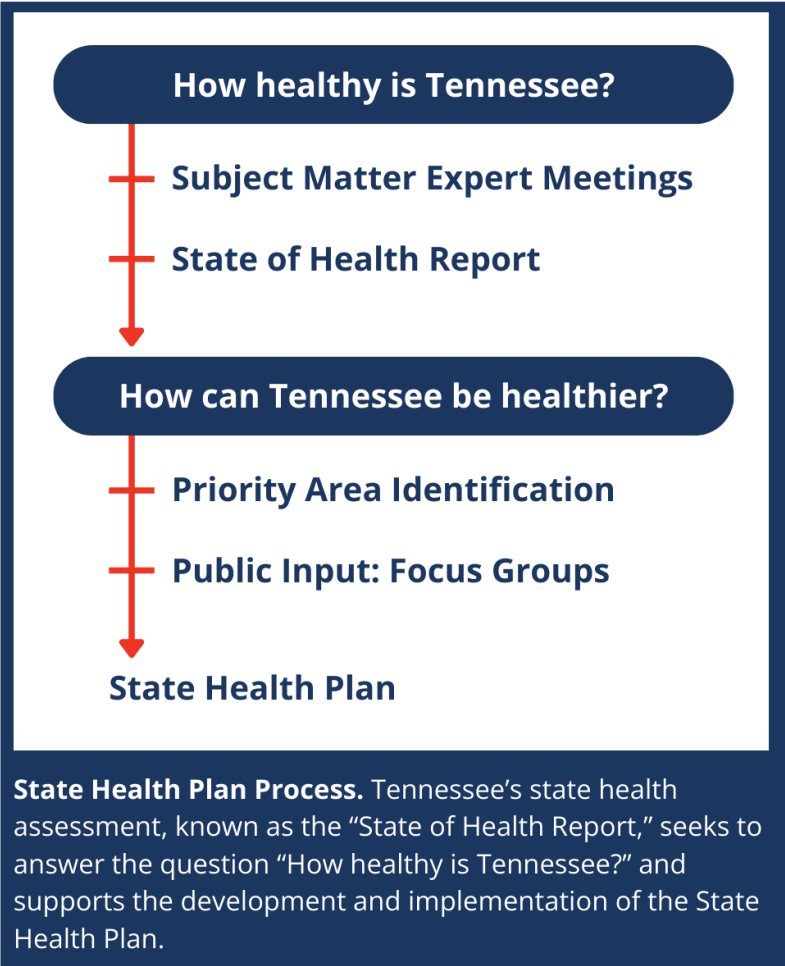 How healthy is Tennessee?
Subject Matter Expert Meetings
State of Health Report
How can Tennessee be healthier?
Priority Area Identification
Public Input: Focus Groups
State Health Plan
State Health Plan Process. Tennessee’s state health
assessment, known as the “State of Health Report,” seeks to
answer the question “How healthy is Tennessee?” and
supports the development and implementation of the State
Health Plan.